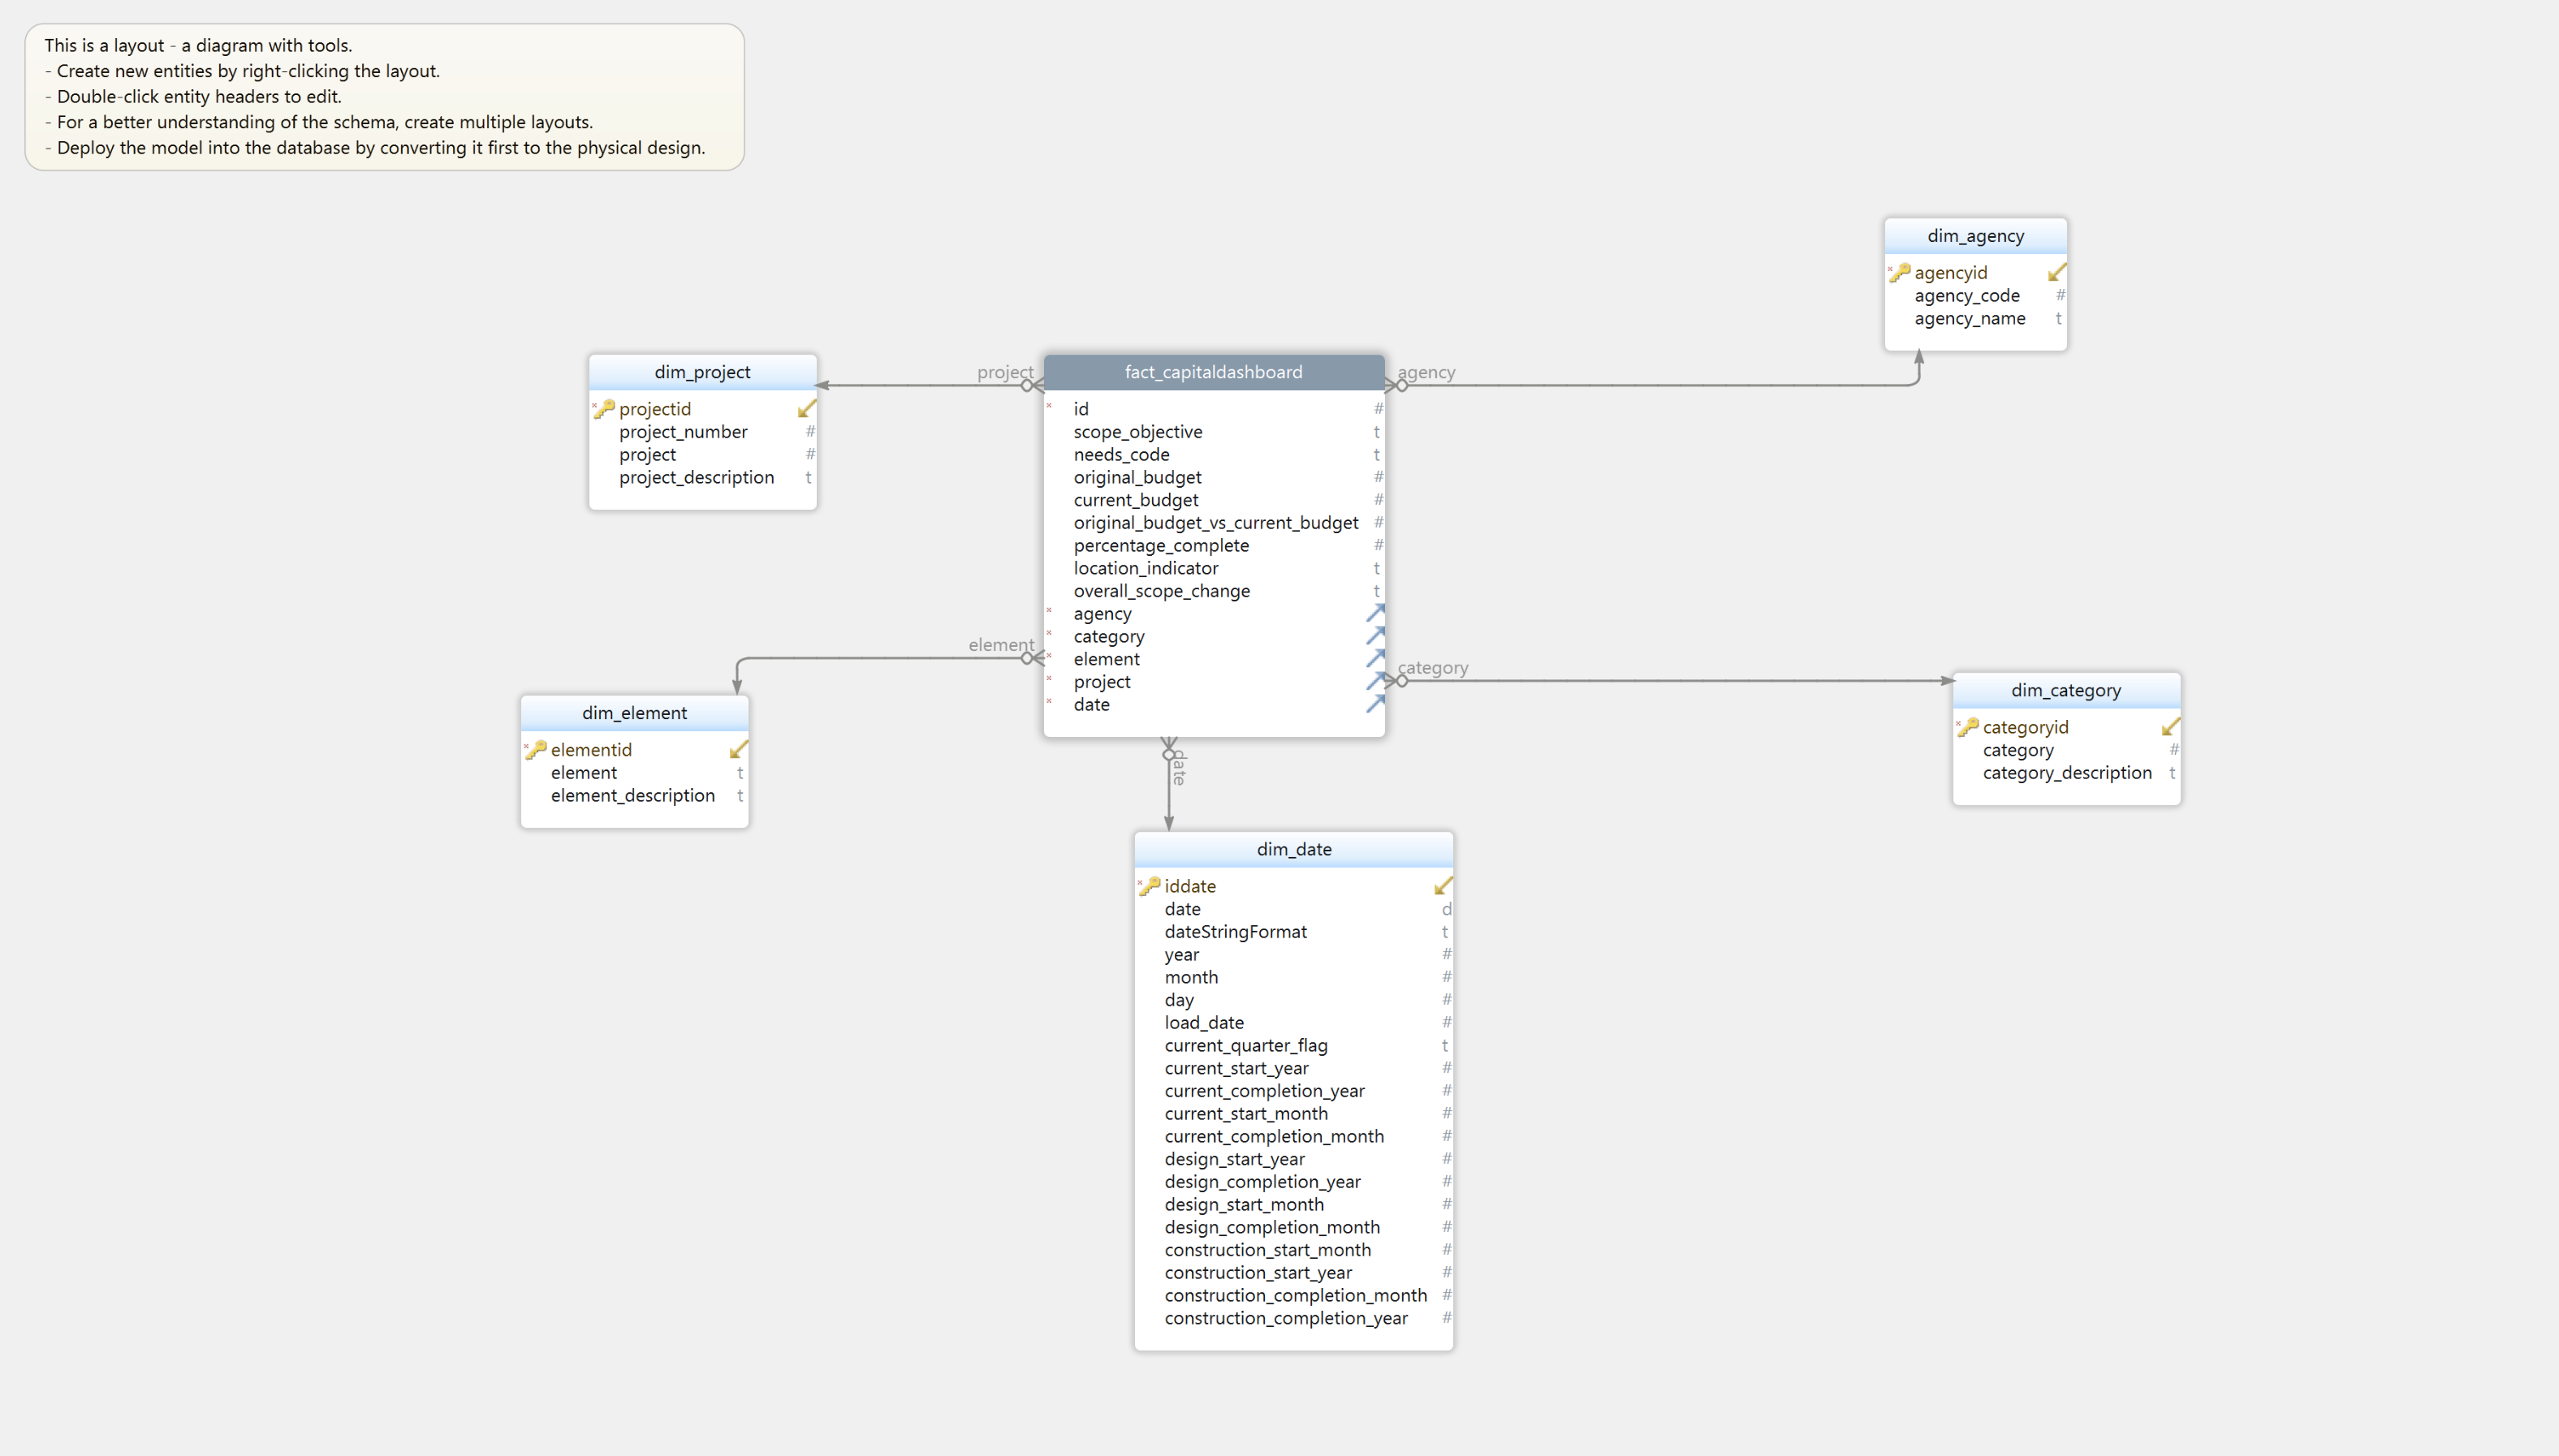 This is a layout - a diagram with tools.
- Create new entities by right-clicking the layout.
- Double-click entity headers to edit.
- For a better understanding of the schema, create multiple layouts.
- Deploy the model into the database by converting it first to the physical design.
dim_agency
agencyid
agency_code #
agency_name t
dim_project
projectid
project_number #
project #
project_description t
project
fact_capitaldashboard
id #
scope_objective t
needs_code t
original_budget #
current_budget #
original_budget_vs_current_budget #
percentage_complete #
location_indicator t
overall_scope_change t
agency
category
element
project
date
agency
element
category
date
dim_element
elementid
element t
element_description t
dim_category
categoryid
category #
category_description t
dim_date
iddate
date d
dateStringFormat t
year #
month #
day #
load_date #
current_quarter_flag t
current_start_year #
current_completion_year #
current_start_month #
current_completion_month #
design_start_year #
design_completion_year #
design_start_month #
design_completion_month #
construction_start_month #
construction_start_year #
construction_completion_month #
construction_completion_year #